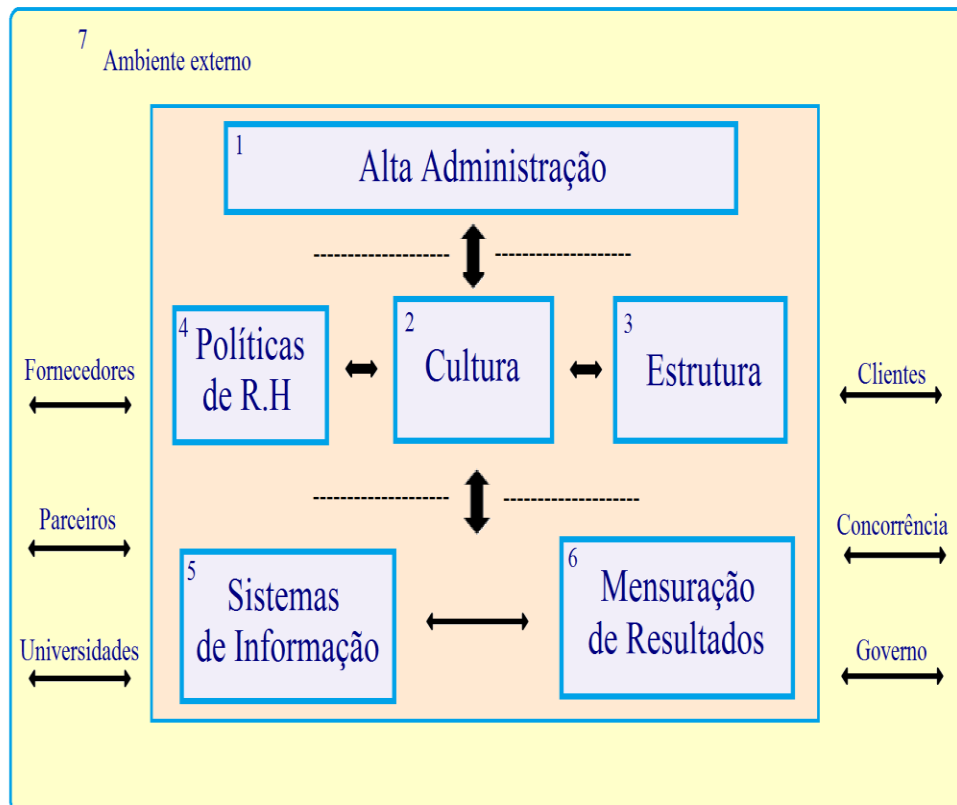 7
Ambiente externo
1
Alta Administração
4
Políticas
de R.H
2
Cultura
3
Estrutura
Fornecedores
Clientes
Parceiros
Concorrência
5
Sistemas
de Informação
6
Mensuração
de Resultados
Universidades
Governo